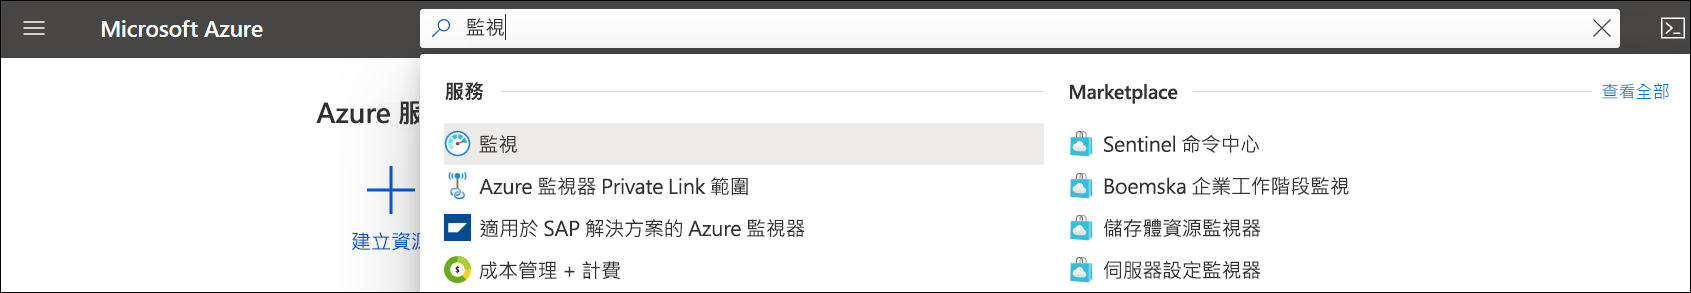 Microsoft Azure
監視
Azure 服
建立資源
服務
監視
Azure 監視器 Private Link 範圍
適用於 SAP 解決方案的 Azure 監視器
成本管理 + 計費
Marketplace
查看全部
Sentinel 命令中心
Boemska 企業工作階段監視
儲存體資源監視器
伺服器設定監視器